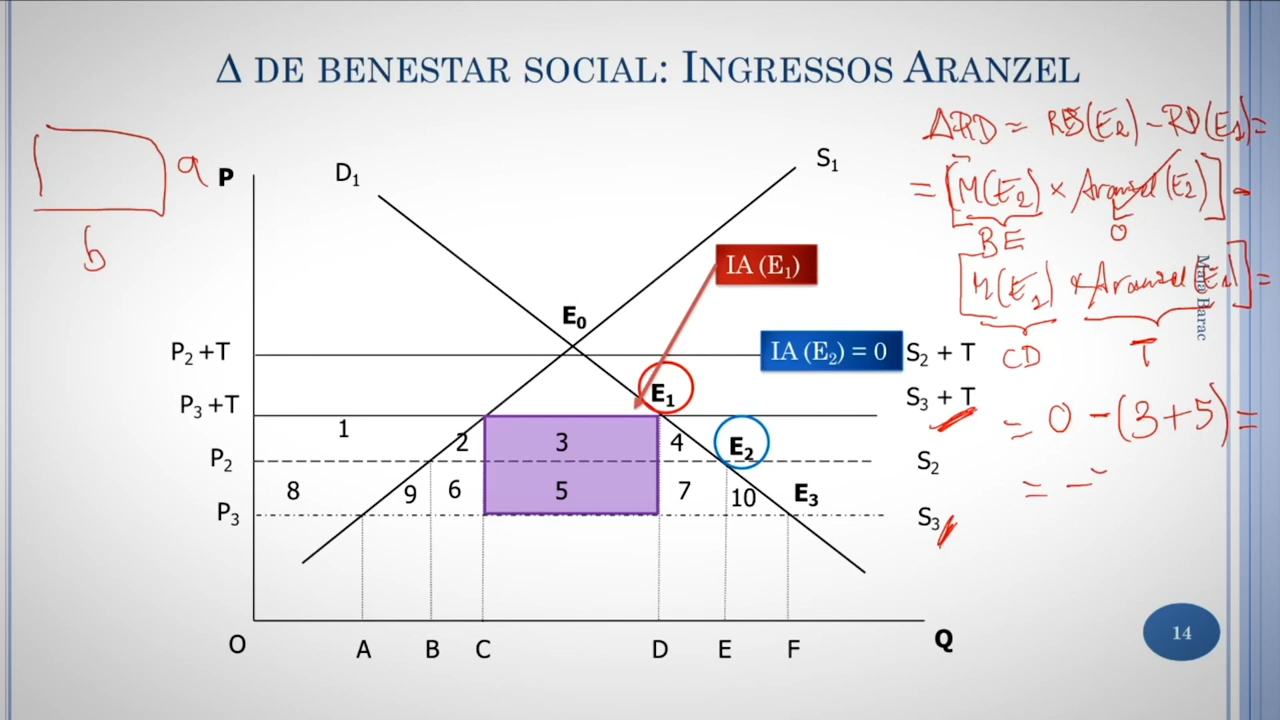 Δ DE BENESTAR SOCIAL: INGRESSOS ARANZEL
a
b
P
D₁
S₁
E₀
IA (E₁)
IA (E₂) = 0
P₂ +T
S₂ + T
P₃ +T
E₁
S₃ + T
1
2
3
4
E₂
P₂
S₂
8
9
6
5
7
10
E₃
P₃
S₃
O
A
B
C
D
E
F
Q
ΔRD = RD(E₂) - RD(E₁) =
= [M(E₂) × Aranzel (E₂)] -
BE
0
[M(E₁) × Aranzel (E₁)] =
CD
T
= 0 - (3+5) =
= -
Maria Barac
14